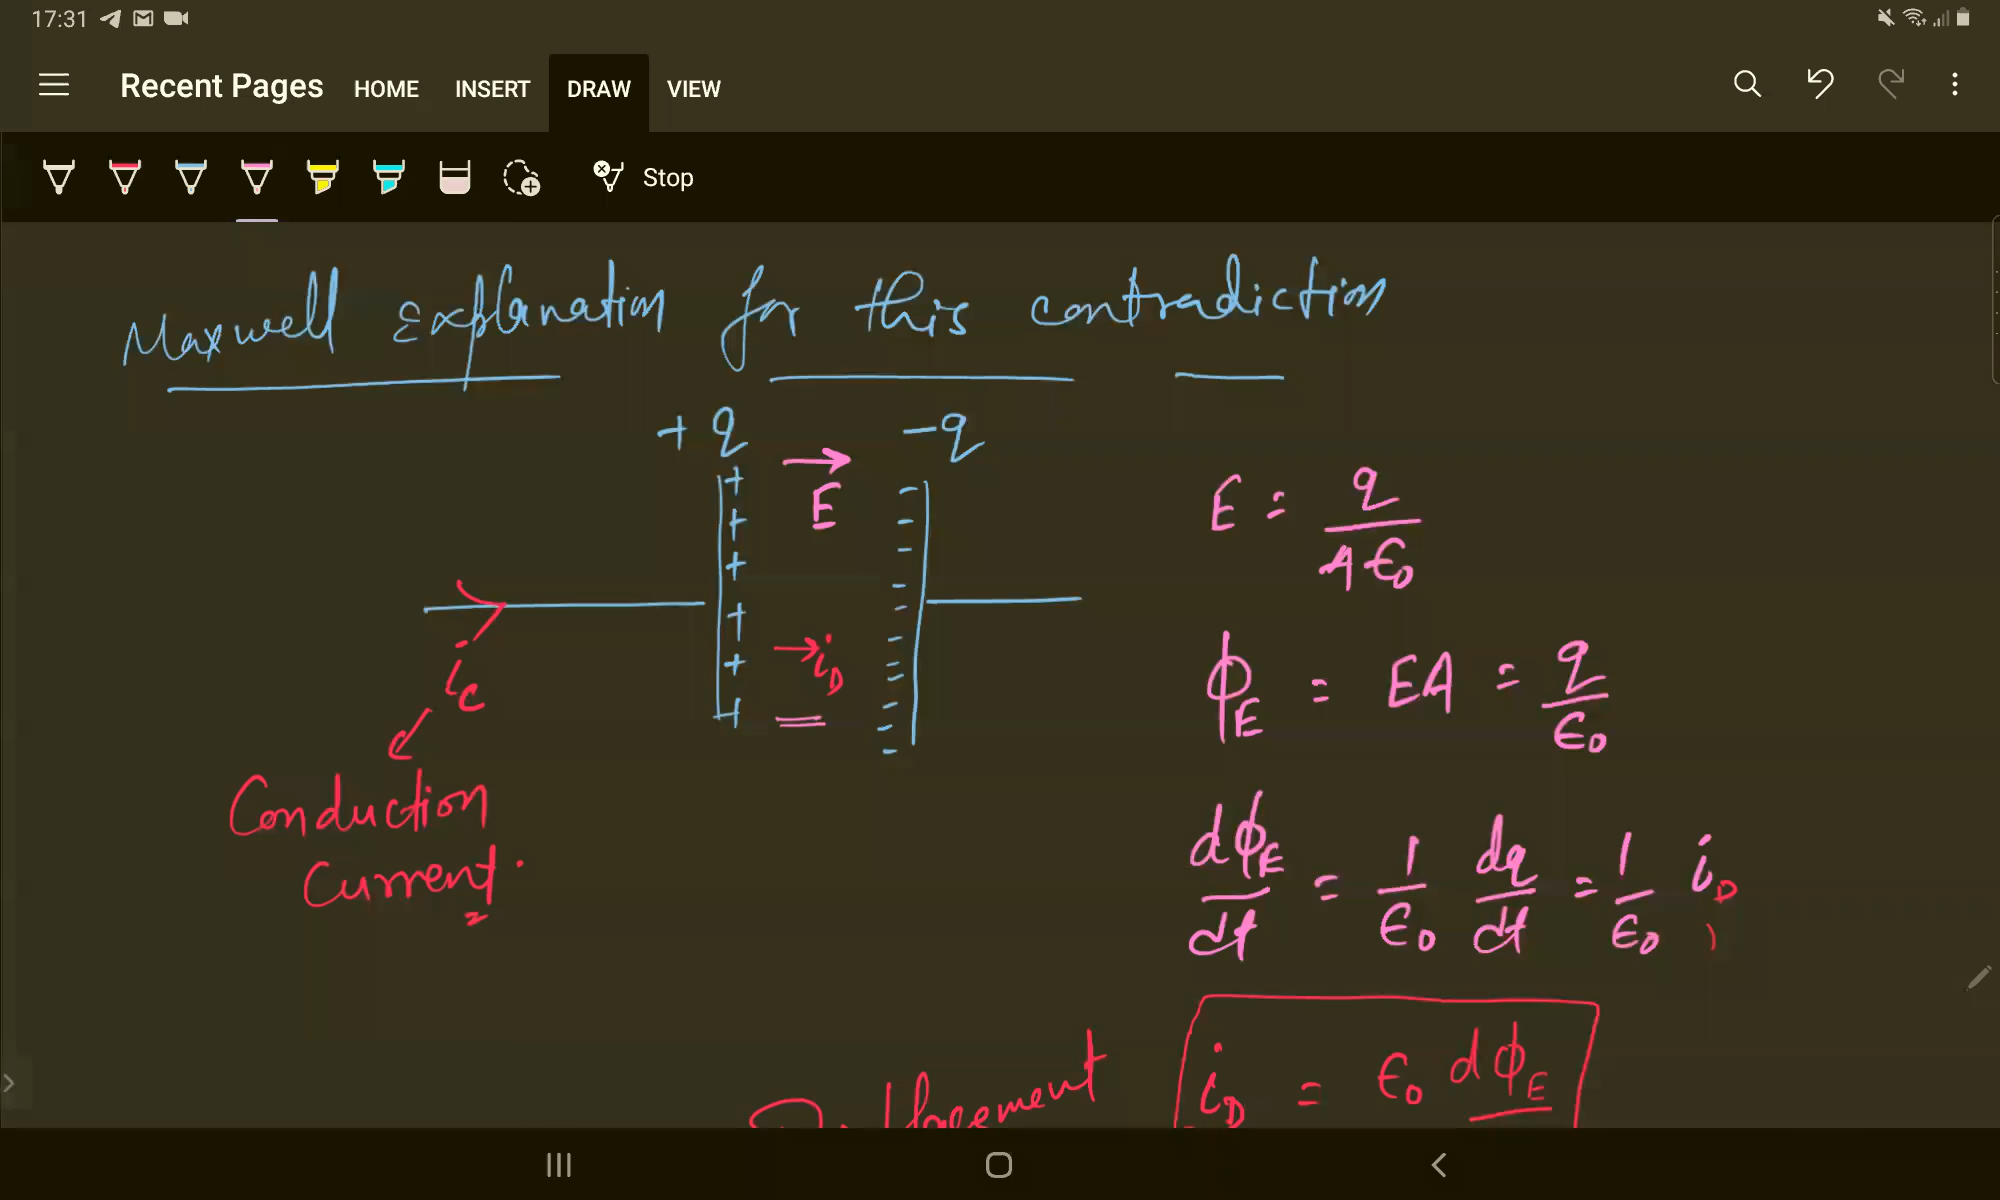 17:31
Recent Pages HOME INSERT DRAW VIEW
Stop
Maxwell Explanation for this contradiction
+q -q
E
E = q / A ϵ0
iD
ic
ϕE = EA = q / ϵ0
Conduction
Current.
dϕE / dt = 1 / ϵ0 dq / dt = 1 / ϵ0 iD
iD = ϵ0 dϕE